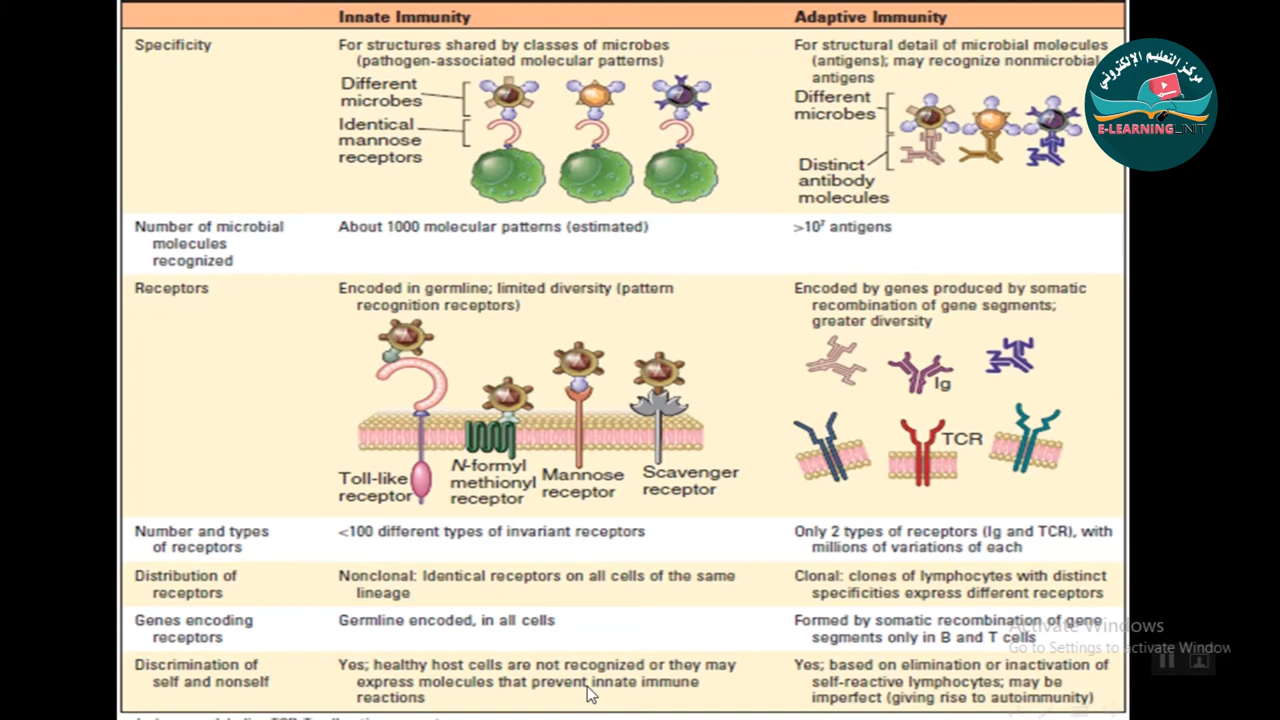 Innate Immunity
Adaptive Immunity
Specificity
For structures shared by classes of microbes
(pathogen-associated molecular patterns)
Different
microbes
Identical
mannose
receptors
For structural detail of microbial molecules
(antigens); may recognize nonmicrobial
antigens
Different
microbes
Distinct
antibody
molecules
مركز التعليم الإلكتروني
E-LEARNING UNIT
Number of microbial
molecules
recognized
About 1000 molecular patterns (estimated)
>10⁷ antigens
Receptors
Encoded in germline; limited diversity (pattern
recognition receptors)
Toll-like
receptor
N-formyl
methionyl
receptor
Mannose
receptor
Scavenger
receptor
Encoded by genes produced by somatic
recombination of gene segments;
greater diversity
Ig
TCR
Number and types
of receptors
<100 different types of invariant receptors
Only 2 types of receptors (Ig and TCR), with
millions of variations of each
Distribution of
receptors
Nonclonal: Identical receptors on all cells of the same
lineage
Clonal: clones of lymphocytes with distinct
specificities express different receptors
Genes encoding
receptors
Germline encoded, in all cells
Formed by somatic recombination of gene
segments only in B and T cells
Activate Windows
Go to Settings to activate Window
Discrimination of
self and nonself
Yes; healthy host cells are not recognized or they may
express molecules that prevent innate immune
reactions
Yes; based on elimination or inactivation of
self-reactive lymphocytes; may be
imperfect (giving rise to autoimmunity)